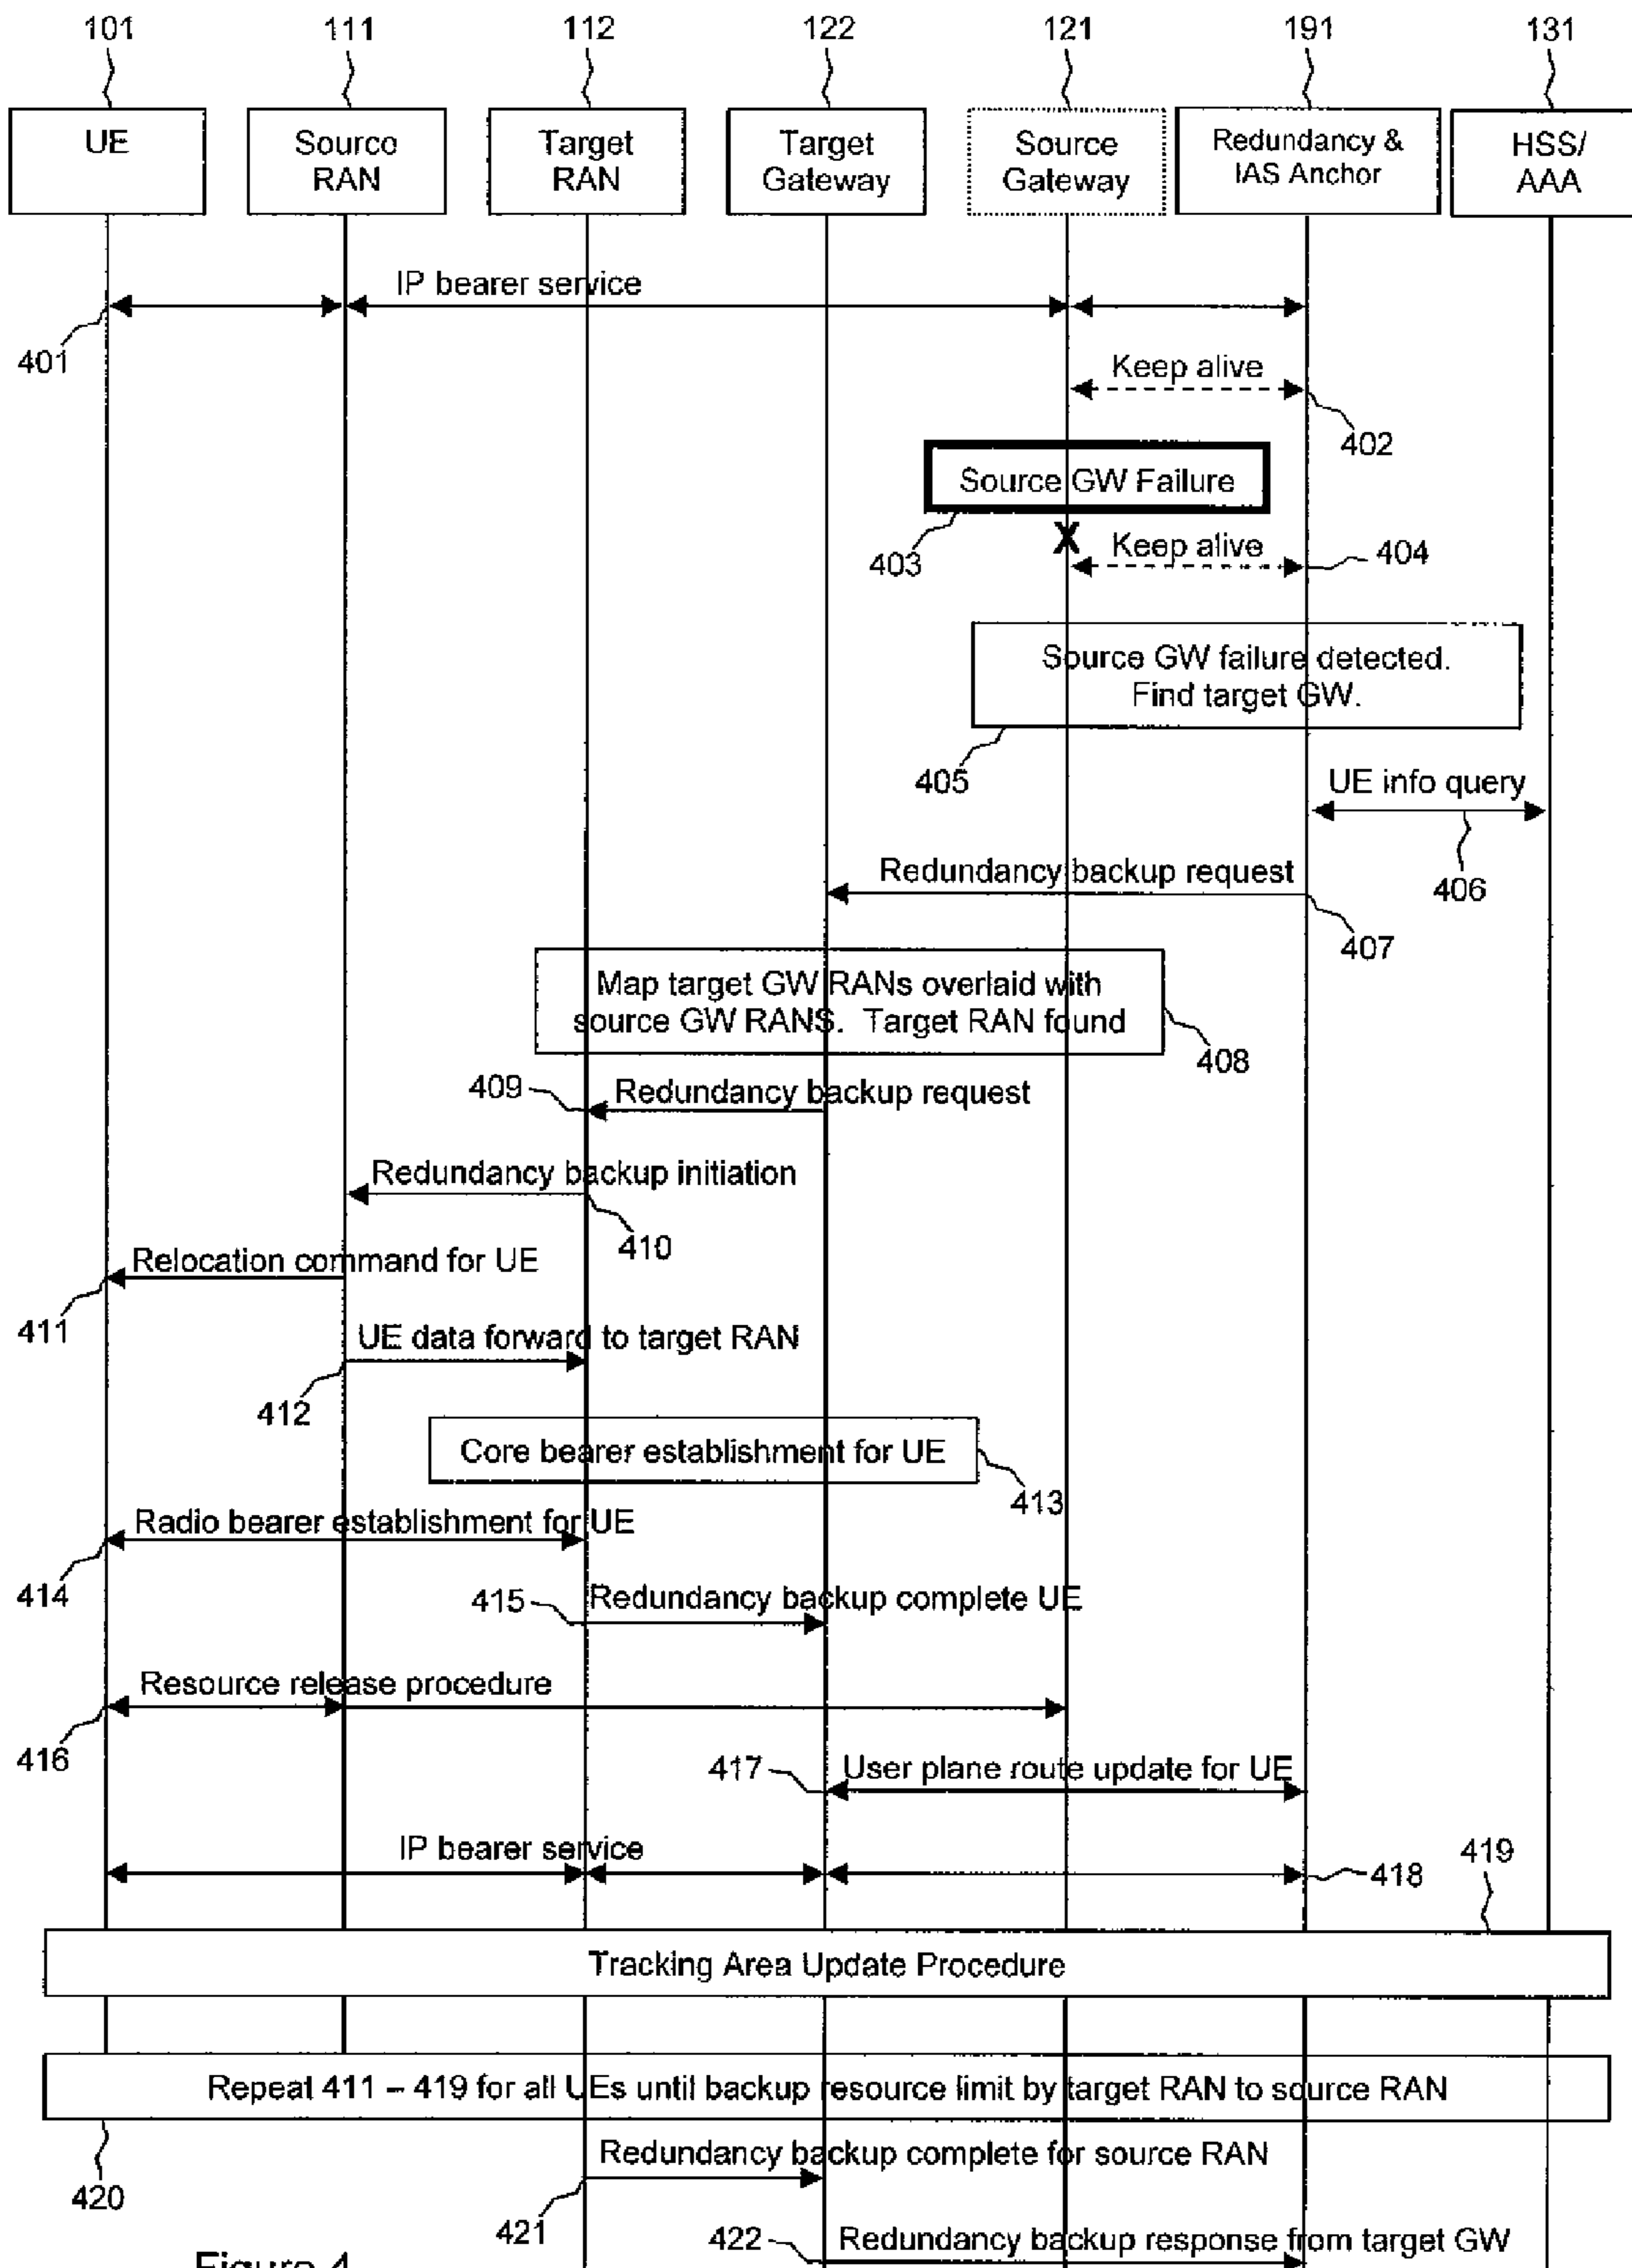 101 111 112 122 121 191 131
UE
Sourco
RAN
Target
RAN
Target
Gateway
Source
Gateway
Redundancy &
IAS Anchor
HSS/
AAA
IP bearer service
401
Keep alive
402
Source GW Failure
403
X
Keep alive
404
Source GW failure detected.
Find target GW.
405
UE info query
406
Redundancy backup request
407
Map target GW RANs overlaid with
source GW RANS. Target RAN found
408
409
Redundancy backup request
Redundancy backup initiation
410
Relocation command for UE
411
UE data forward to target RAN
412
Core bearer establishment for UE
413
Radio bearer establishment for UE
414
415
Redundancy backup complete UE
Resource release procedure
416
417
User plane route update for UE
IP bearer service
418
419
Tracking Area Update Procedure
Repeat 411 – 419 for all UEs until backup resource limit by target RAN to source RAN
420
Redundancy backup complete for source RAN
421
422
Redundancy backup response from target GW
Figure 4